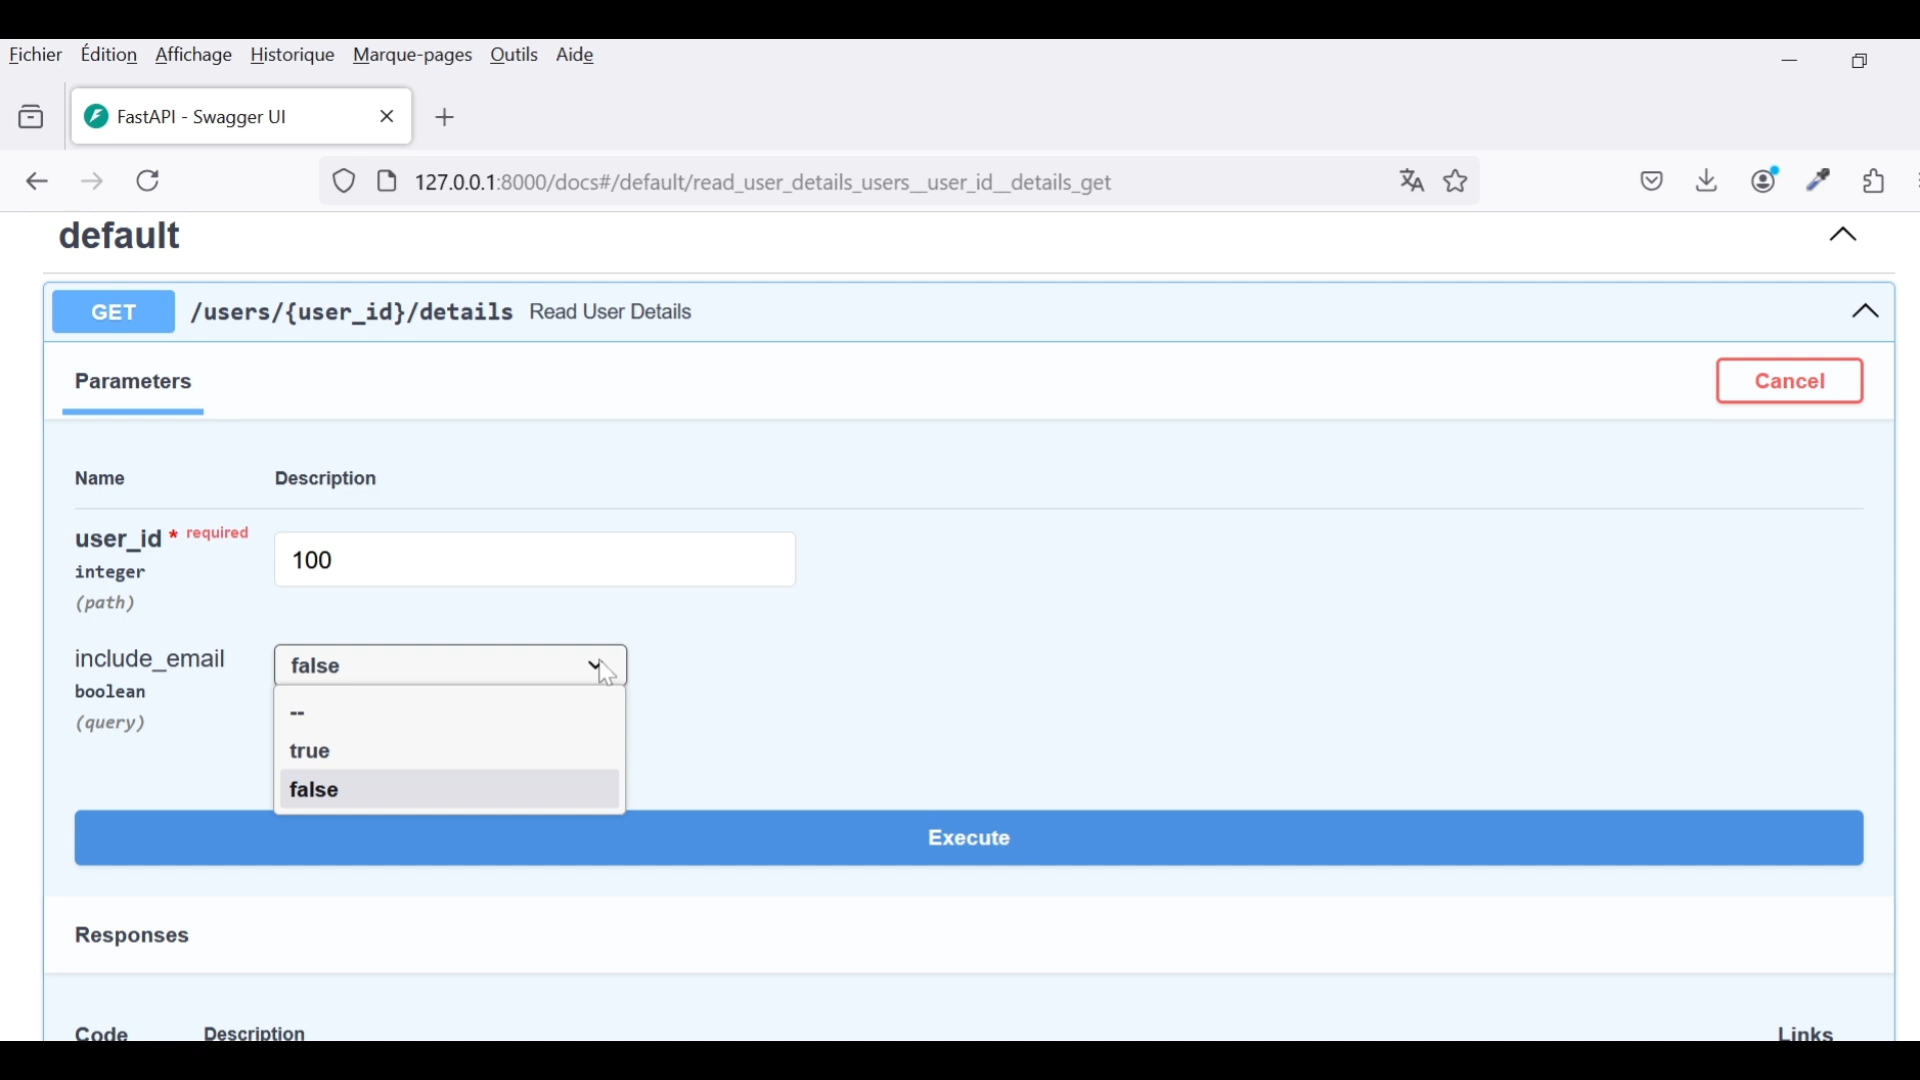 Fichier Édition Affichage Historique Marque-pages Outils Aide
FastAPI - Swagger UI
127.0.0.1:8000/docs#/default/read_user_details_users__user_id__details_get
default
GET /users/{user_id}/details Read User Details
Parameters
Cancel
Name Description
user_id * required
integer
(path)
100
include_email
boolean
(query)
false
--
true
false
Execute
Responses
Code Description Links